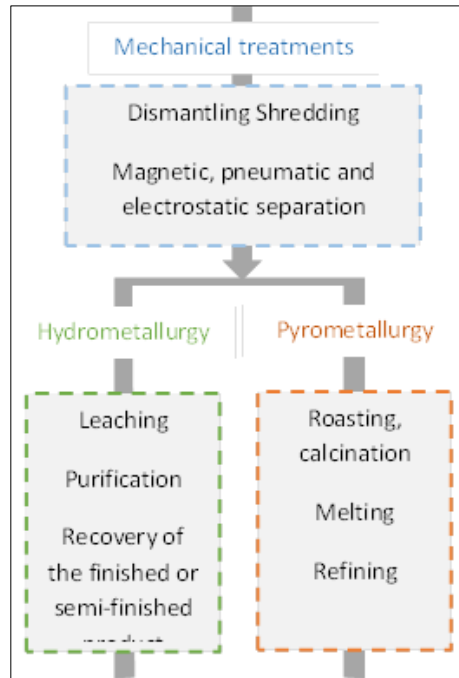 Mechanical treatments
Dismantling Shredding
Magnetic, pneumatic and
electrostatic separation
Hydrometallurgy
Pyrometallurgy
Leaching
Purification
Recovery of
the finished or
semi-finished
product
Roasting,
calcination
Melting
Refining